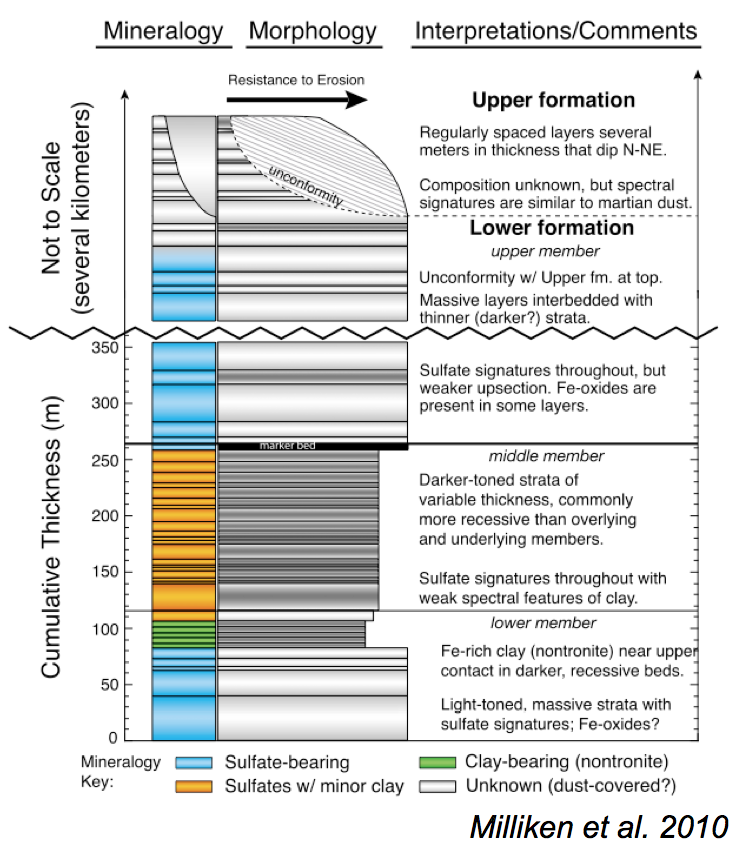 Mineralogy Morphology Interpretations/Comments
Resistance to Erosion
Not to Scale
(several kilometers)
unconformity
Upper formation
Regularly spaced layers several
meters in thickness that dip N-NE.
Composition unknown, but spectral
signatures are similar to martian dust.
Lower formation
upper member
Unconformity w/ Upper fm. at top.
Massive layers interbedded with
thinner (darker?) strata.
Cumulative Thickness (m)
350
300
250
200
150
100
50
0
Sulfate signatures throughout, but
weaker upsection. Fe-oxides are
present in some layers.
marker bed
middle member
Darker-toned strata of
variable thickness, commonly
more recessive than overlying
and underlying members.
Sulfate signatures throughout with
weak spectral features of clay.
lower member
Fe-rich clay (nontronite) near upper
contact in darker, recessive beds.
Light-toned, massive strata with
sulfate signatures; Fe-oxides?
Mineralogy
Key:
Sulfate-bearing
Clay-bearing (nontronite)
Sulfates w/ minor clay
Unknown (dust-covered?)
Milliken et al. 2010